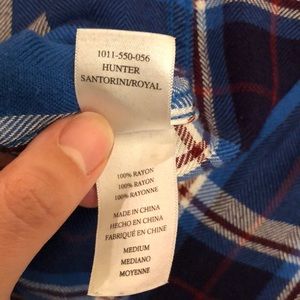 1011-550-056
HUNTER
SANTORINI/ROYAL
100% RAYON
100% RAYON
100% RAYONNE
MADE IN CHINA
HECHO EN CHINA
FABRIQUÉ EN CHINE
MEDIUM
MEDIANO
MOYENNE